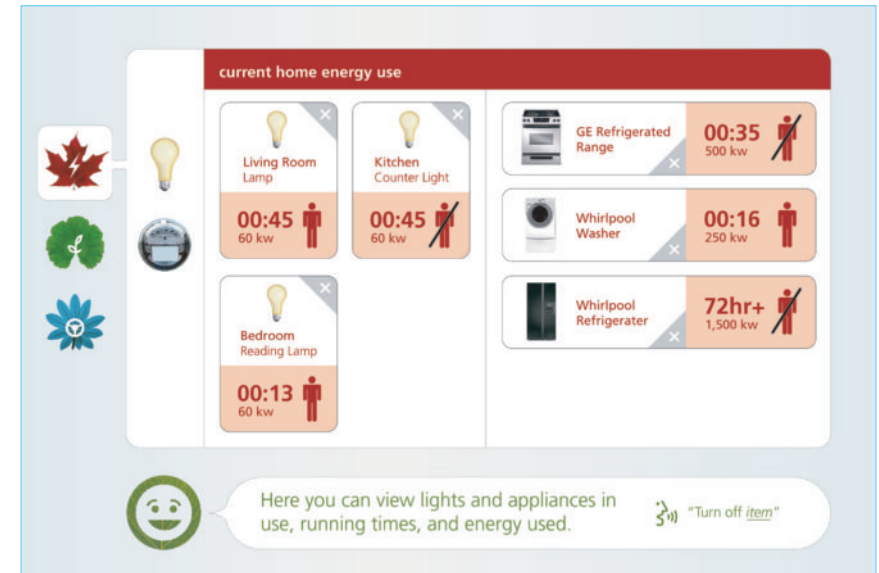 current home energy use
Living Room
Lamp
00:45
60 kw
Kitchen
Counter Light
00:45
60 kw
Bedroom
Reading Lamp
00:13
60 kw
GE Refrigerated
Range
00:35
500 kw
Whirlpool
Washer
00:16
250 kw
Whirlpool
Refrigerater
72hr+
1,500 kw
Here you can view lights and appliances in
use, running times, and energy used.
"Turn off item"